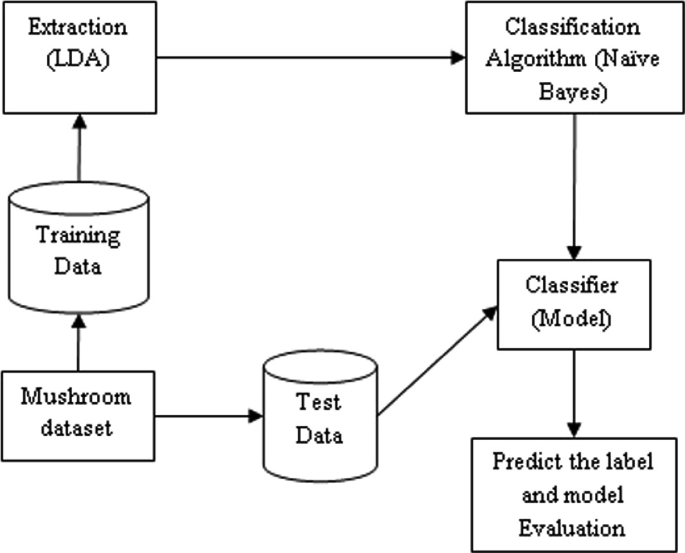 Extraction
(LDA)
Classification
Algorithm (Naïve
Bayes)
Training
Data
Classifier
(Model)
Mushroom
dataset
Test
Data
Predict the label
and model
Evaluation